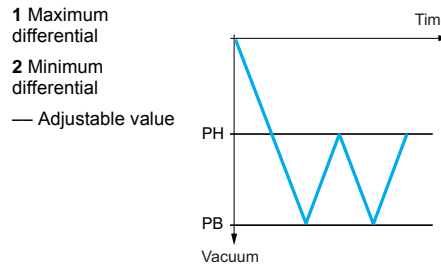 1 Maximum
differential
2 Minimum
differential
— Adjustable value
Tim
PH
PB
Vacuum